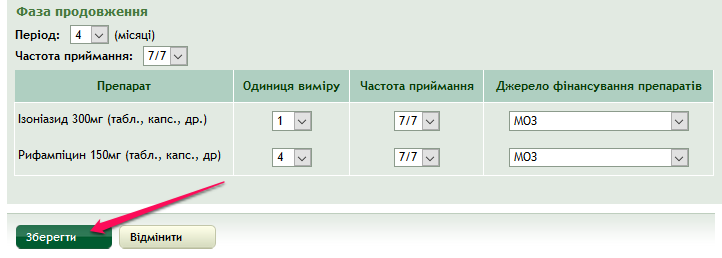 Фаза продовження
Період: 4 (місяці)
Частота приймання: 7/7
Препарат Одиниця виміру Частота приймання Джерело фінансування препаратів
Ізоніазид 300мг (табл., капс., др.) 1 7/7 МОЗ
Рифампіцин 150мг (табл., капс., др) 4 7/7 МОЗ
Зберегти Відмінити